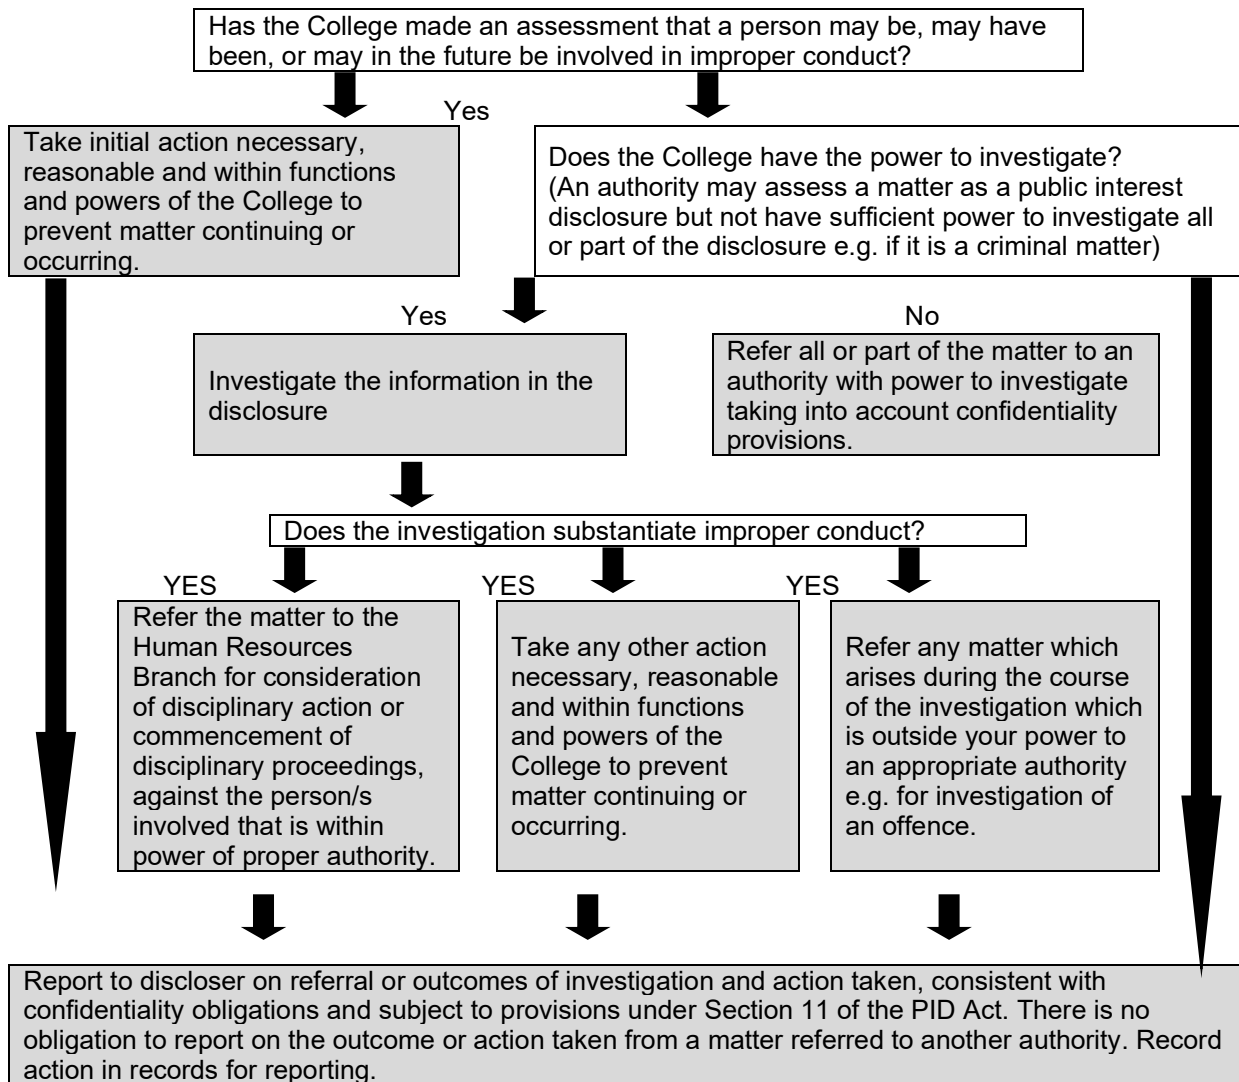 Has the College made an assessment that a person may be, may have
been, or may in the future be involved in improper conduct?
Yes
Take initial action necessary,
reasonable and within functions
and powers of the College to
prevent matter continuing or
occurring.
Does the College have the power to investigate?
(An authority may assess a matter as a public interest
disclosure but not have sufficient power to investigate all
or part of the disclosure e.g. if it is a criminal matter)
Yes
No
Investigate the information in the
disclosure
Refer all or part of the matter to an
authority with power to investigate
taking into account confidentiality
provisions.
Does the investigation substantiate improper conduct?
YES
YES
YES
Refer the matter to the
Human Resources
Branch for consideration
of disciplinary action or
commencement of
disciplinary proceedings,
against the person/s
involved that is within
power of proper authority.
Take any other action
necessary, reasonable
and within functions
and powers of the
College to prevent
matter continuing or
occurring.
Refer any matter which
arises during the course
of the investigation which
is outside your power to
an appropriate authority
e.g. for investigation of
an offence.
Report to discloser on referral or outcomes of investigation and action taken, consistent with
confidentiality obligations and subject to provisions under Section 11 of the PID Act. There is no
obligation to report on the outcome or action taken from a matter referred to another authority. Record
action in records for reporting.